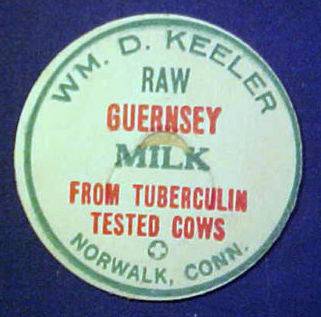 WM. D. KEELER
RAW
GUERNSEY
MILK
FROM TUBERCULIN
TESTED COWS
NORWALK, CONN.